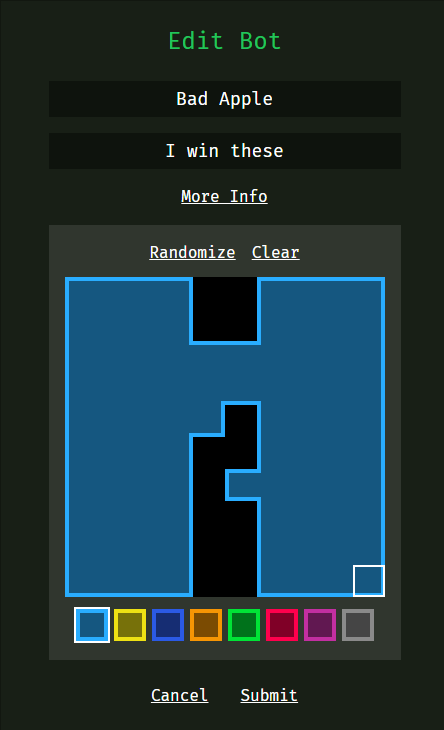 Edit Bot
Bad Apple
I win these
More Info
Randomize Clear
Cancel Submit